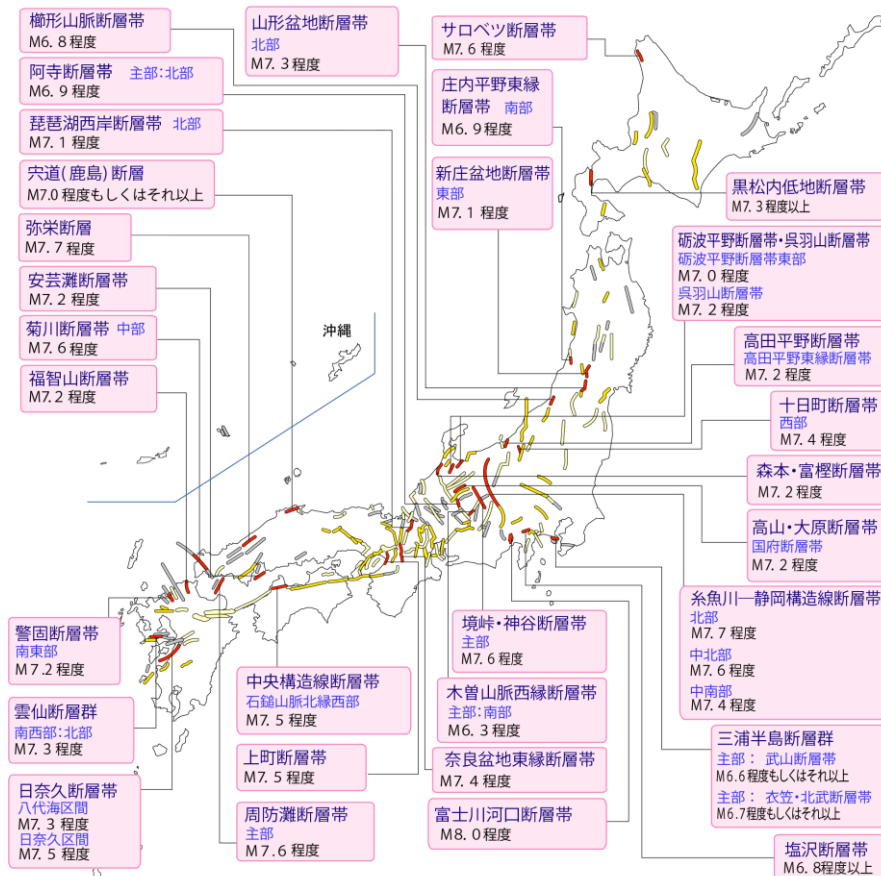 櫛形山脈断層帯
M6. 8 程度
阿寺断層帯 主部:北部
M6. 9 程度
琵琶湖西岸断層帯 北部
M7. 1 程度
宍道(鹿島)断層
M7.0 程度もしくはそれ以上
弥栄断層
M7. 7 程度
安芸灘断層帯
M7. 2 程度
菊川断層帯 中部
M7. 6 程度
福智山断層帯
M7. 2 程度
山形盆地断層帯
北部
M7. 3 程度
サロベツ断層帯
M7. 6 程度
庄内平野東縁
断層帯 南部
M6. 9 程度
新庄盆地断層帯
東部
M7. 1 程度
沖縄
黒松内低地断層帯
M7. 3程度以上
砺波平野断層帯・呉羽山断層帯
砺波平野断層帯東部
M7. 0 程度
呉羽山断層帯
M7. 2 程度
高田平野断層帯
高田平野東縁断層帯
M7. 2 程度
十日町断層帯
西部
M7. 4 程度
森本・富樫断層帯
M7. 2 程度
高山・大原断層帯
国府断層帯
M7. 2 程度
糸魚川―静岡構造線断層帯
北部
M7. 7 程度
中北部
M7. 6 程度
中南部
M7. 4 程度
三浦半島断層群
主部: 武山断層帯
M6.6程度もしくはそれ以上
主部: 衣笠・北武断層帯
M6.7程度もしくはそれ以上
塩沢断層帯
M6. 8程度以上
警固断層帯
南東部
M7.2 程度
雲仙断層群
南西部:北部
M7. 3 程度
日奈久断層帯
八代海区間
M7. 3 程度
日奈久区間
M7. 5 程度
中央構造線断層帯
石鎚山脈北縁西部
M7. 5 程度
上町断層帯
M7. 5 程度
周防灘断層帯
主部
M7. 6 程度
境峠・神谷断層帯
主部
M7. 6 程度
木曽山脈西縁断層帯
主部:南部
M6. 3 程度
奈良盆地東縁断層帯
M7. 4 程度
富士川河口断層帯
M8. 0 程度